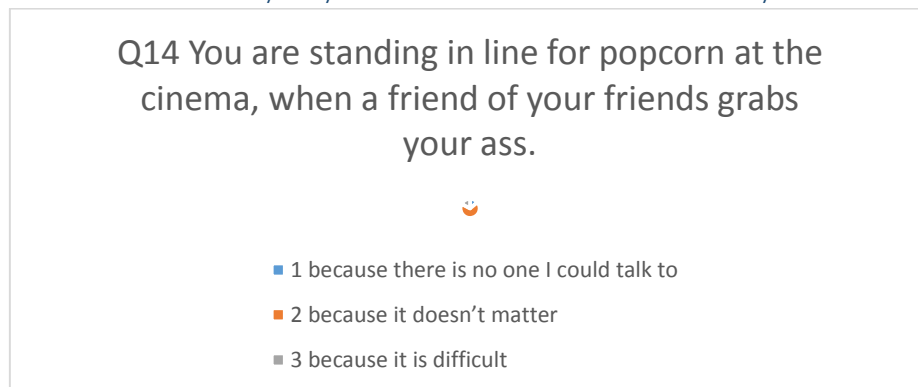 Q14 You are standing in line for popcorn at the
cinema, when a friend of your friends grabs
your ass.
1 because there is no one I could talk to
2 because it doesn’t matter
3 because it is difficult